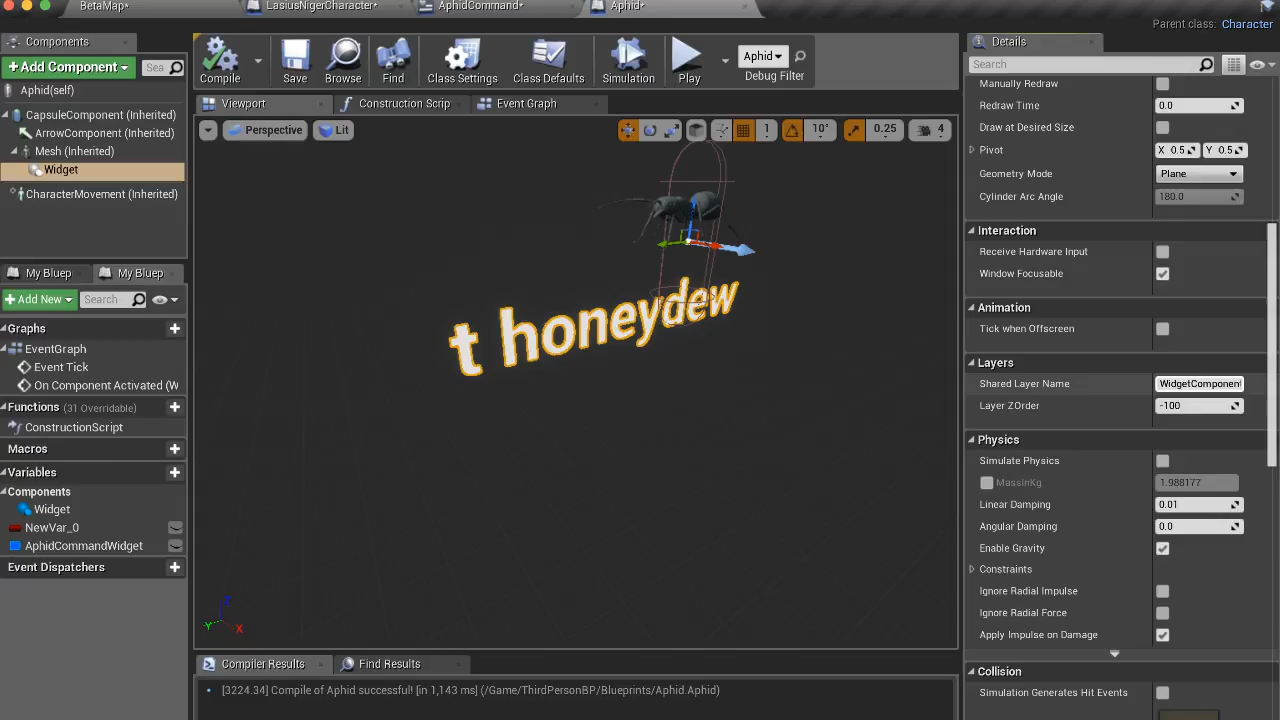 BetaMap*
LasiusNigerCharacter*
AphidCommand*
Aphid*
Parent class: Character
Components
+ Add Component
Sea
Aphid(self)
CapsuleComponent (Inherited)
ArrowComponent (Inherited)
Mesh (Inherited)
Widget
CharacterMovement (Inherited)
My Bluep
My Bluep
+ Add New
Search
Graphs
EventGraph
Event Tick
On Component Activated (W
Functions (31 Overridable)
ConstructionScript
Macros
Variables
Components
Widget
NewVar_0
AphidCommandWidget
Event Dispatchers
Compile
Save
Browse
Find
Class Settings
Class Defaults
Simulation
Play
Aphid
Debug Filter
Viewport
Construction Scrip
Event Graph
Perspective
Lit
1
10°
0.25
4
t honeydew
Z
Y
X
Compiler Results
Find Results
[3224.34] Compile of Aphid successful! [in 1,143 ms] (/Game/ThirdPersonBP/Blueprints/Aphid.Aphid)
Details
Search
Manually Redraw
Redraw Time 0.0
Draw at Desired Size
Pivot X 0.5 Y 0.5
Geometry Mode Plane
Cylinder Arc Angle 180.0
Interaction
Receive Hardware Input
Window Focusable
Animation
Tick when Offscreen
Layers
Shared Layer Name WidgetComponent
Layer ZOrder -100
Physics
Simulate Physics
MassInKg 1.988177
Linear Damping 0.01
Angular Damping 0.0
Enable Gravity
Constraints
Ignore Radial Impulse
Ignore Radial Force
Apply Impulse on Damage
Collision
Simulation Generates Hit Events